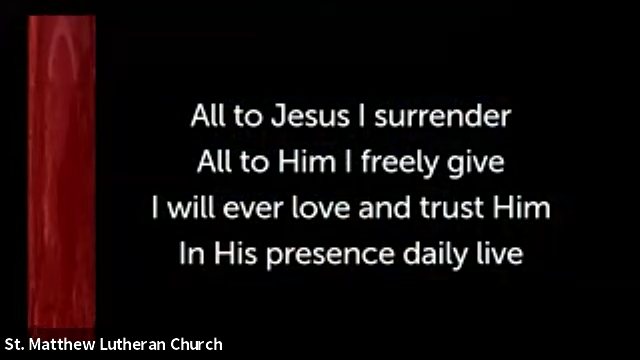 All to Jesus I surrender
All to Him I freely give
I will ever love and trust Him
In His presence daily live
St. Matthew Lutheran Church